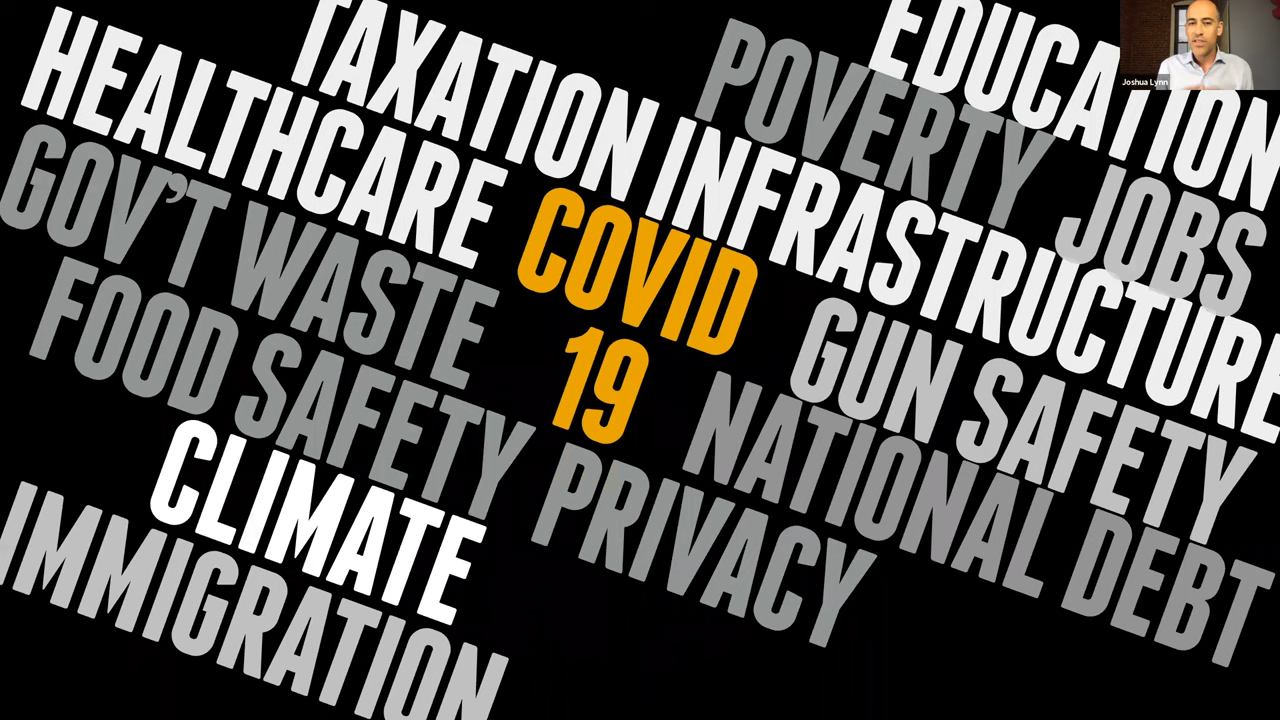 TAXATION
EDUCATION
HEALTHCARE
POVERTY
INFRASTRUCTURE
JOBS
GOV'T WASTE
COVID
19
GUN SAFETY
FOOD SAFETY
NATIONAL DEBT
PRIVACY
CLIMATE
IMMIGRATION
Joshua Lynn